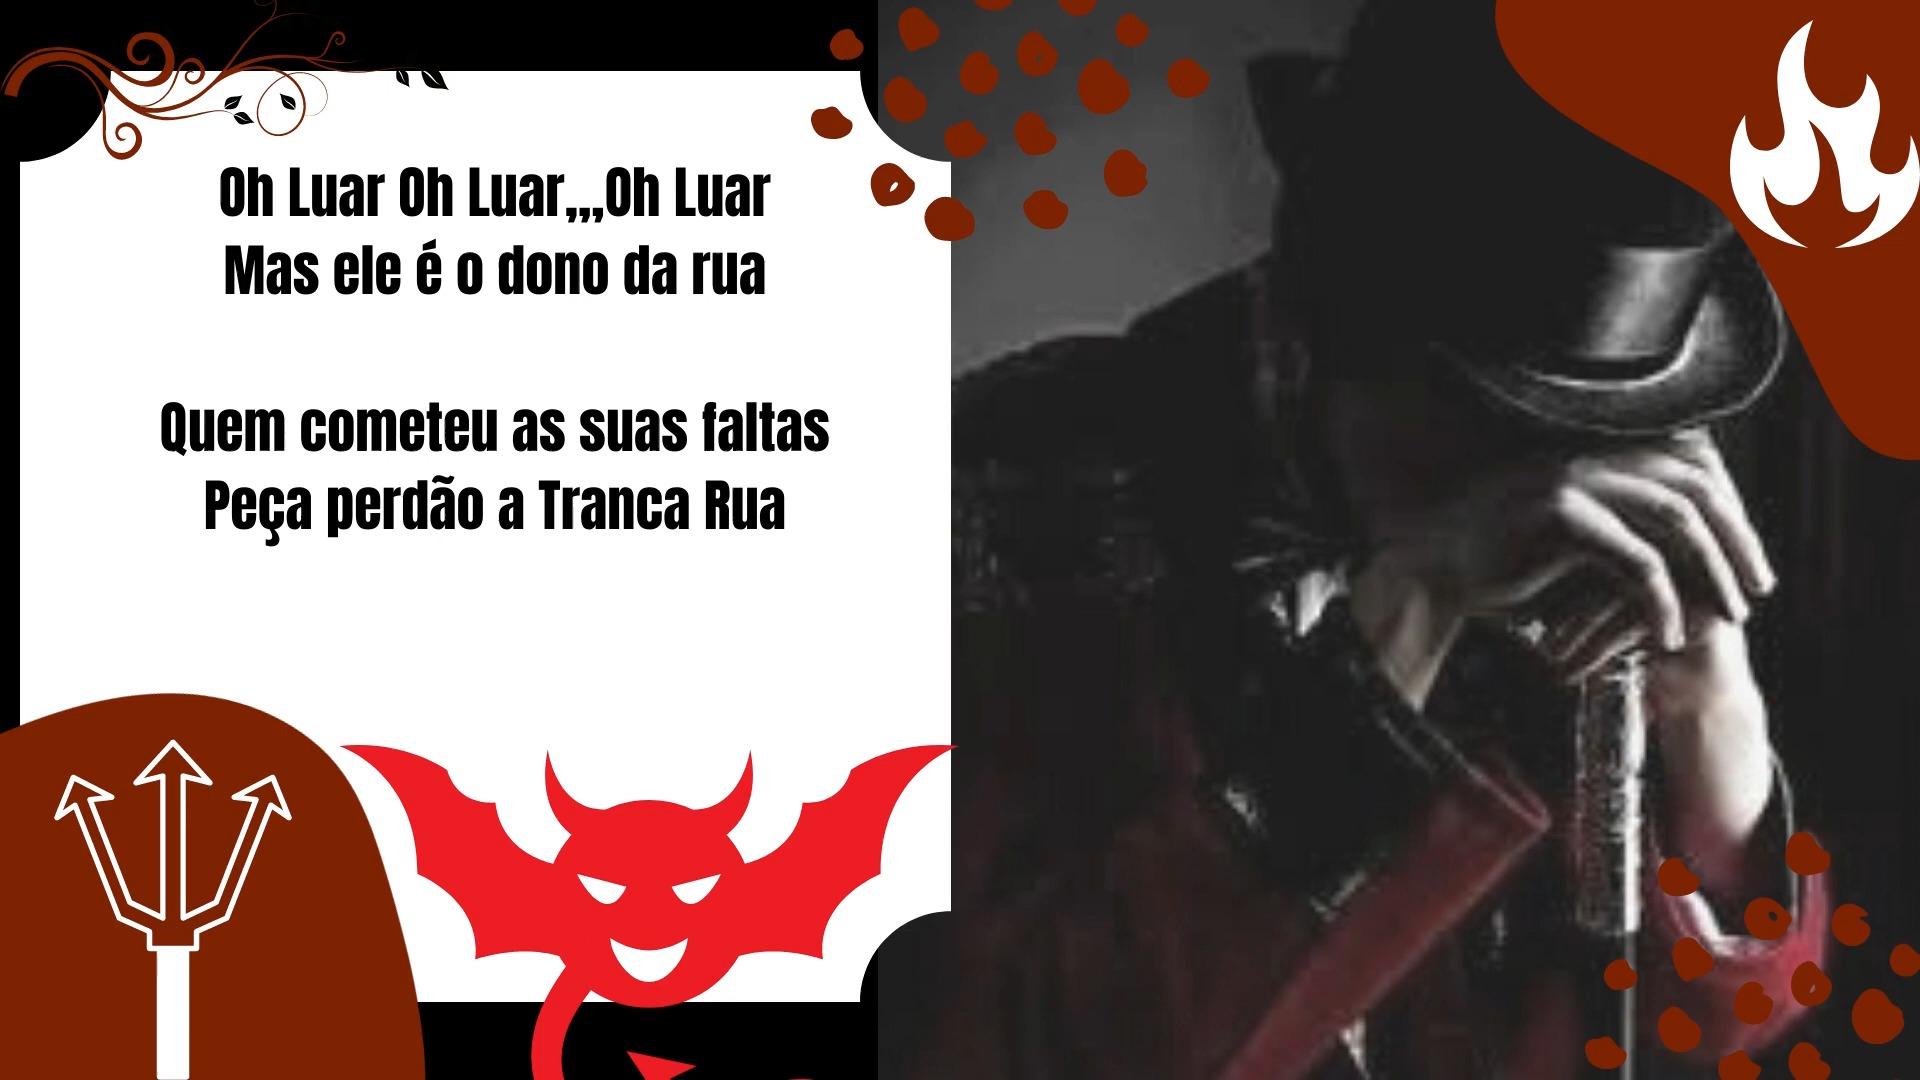 Oh Luar Oh Luar,,,Oh Luar
Mas ele é o dono da rua
Quem cometeu as suas faltas
Peça perdão a Tranca Rua